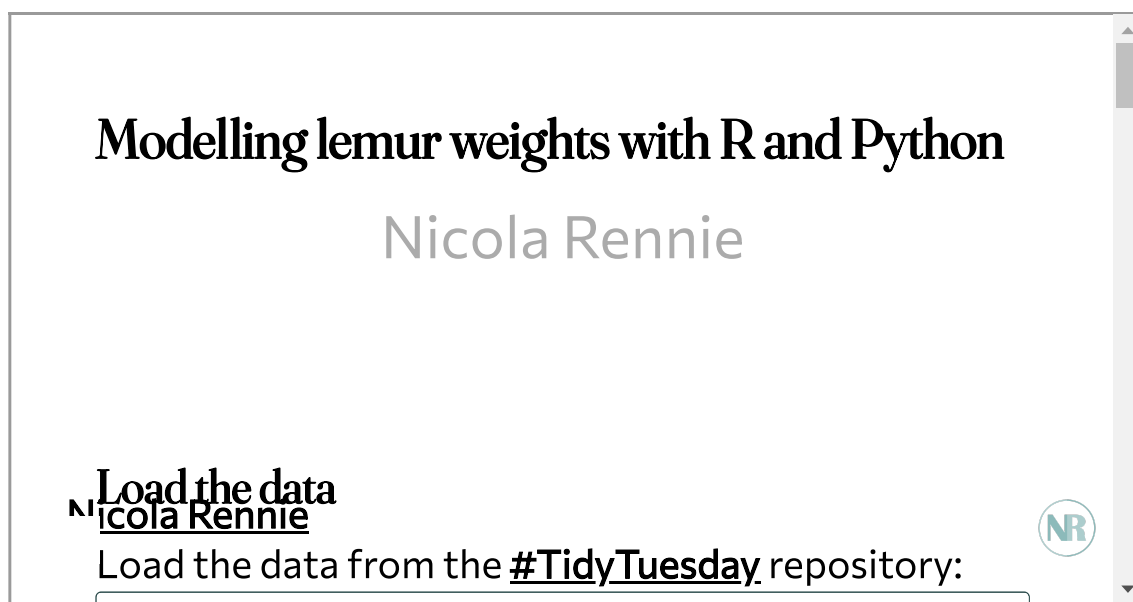 Modelling lemur weights with R and Python
Nicola Rennie
Load the data
Nicola Rennie
Load the data from the #TidyTuesday repository:
NR